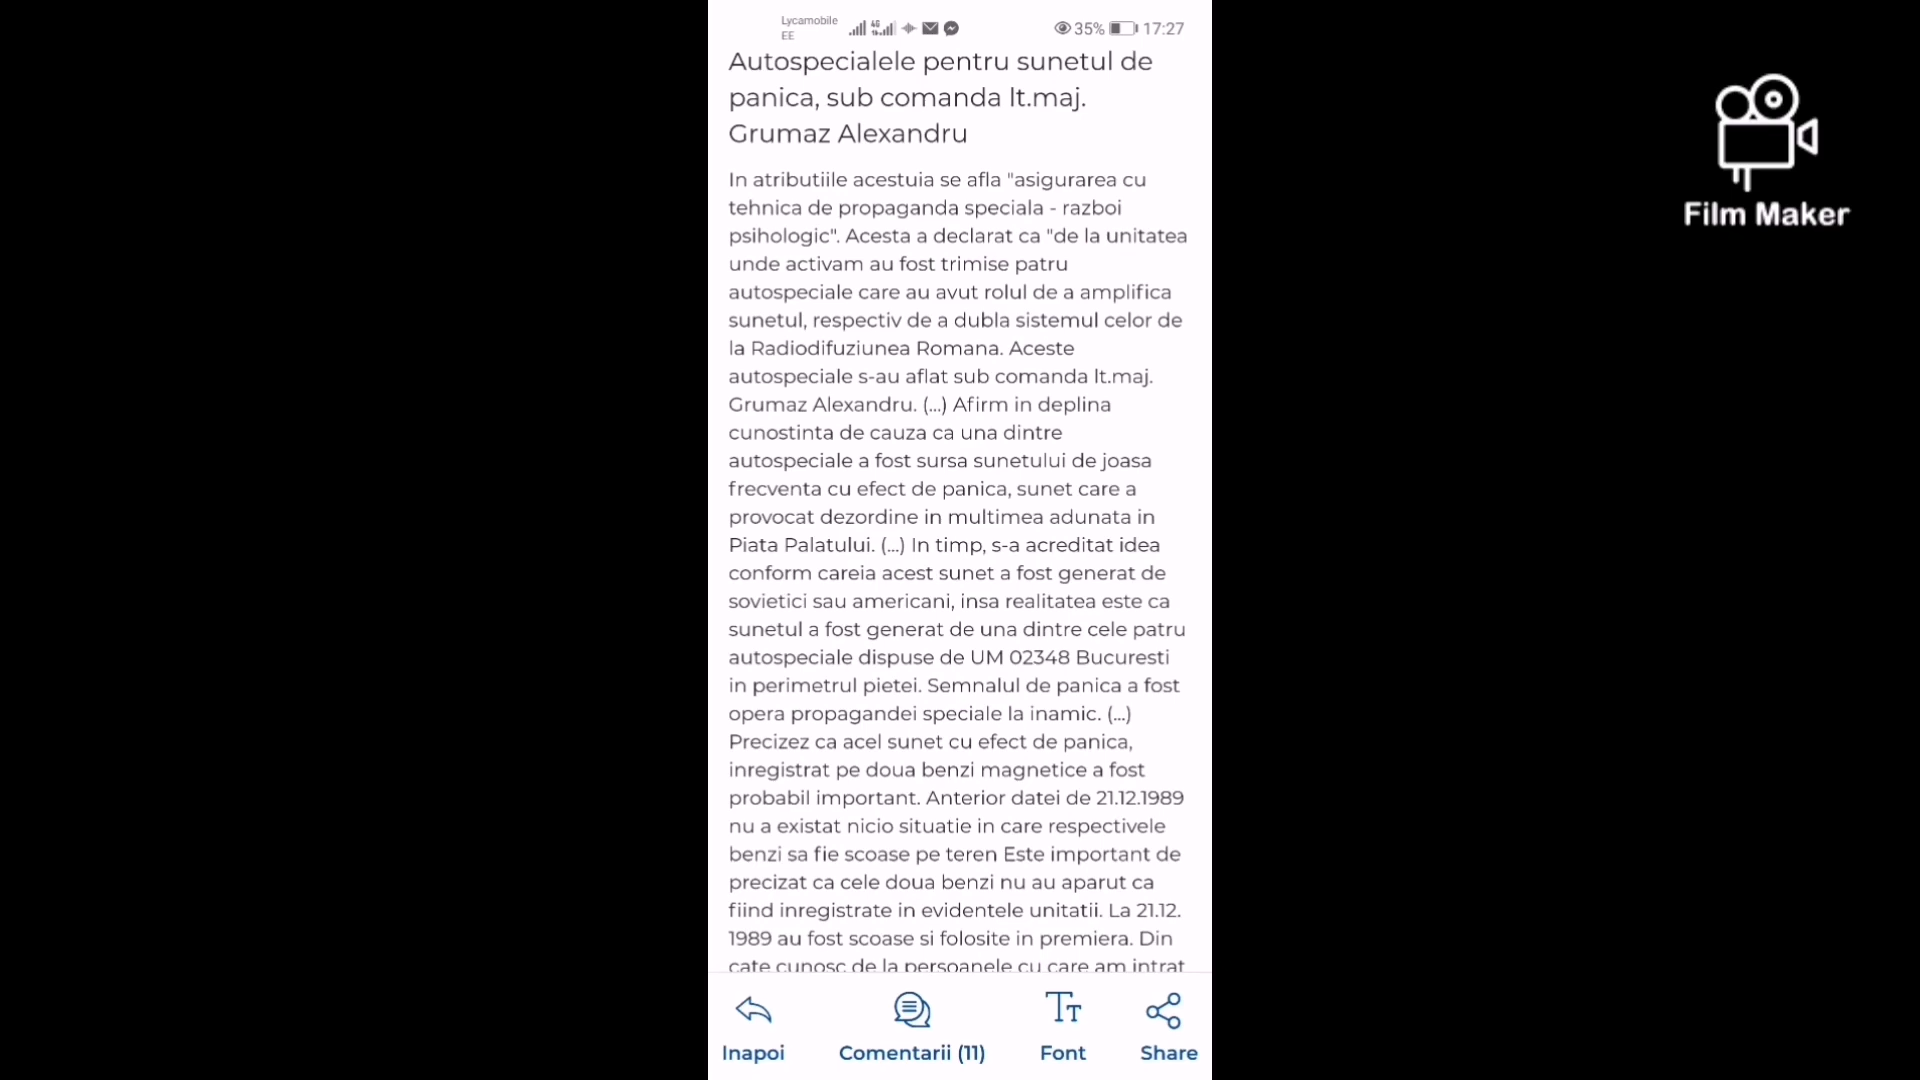 Lycamobile
EE
4G
35%
17:27
Autospecialele pentru sunetul de
panica, sub comanda lt.maj.
Grumaz Alexandru
In atributiile acestuia se afla "asigurarea cu
tehnica de propaganda speciala - razboi
psihologic". Acesta a declarat ca "de la unitatea
unde activam au fost trimise patru
autospeciale care au avut rolul de a amplifica
sunetul, respectiv de a dubla sistemul celor de
la Radiodifuziunea Romana. Aceste
autospeciale s-au aflat sub comanda lt.maj.
Grumaz Alexandru. (...) Afirm in deplina
cunostinta de cauza ca una dintre
autospeciale a fost sursa sunetului de joasa
frecventa cu efect de panica, sunet care a
provocat dezordine in multimea adunata in
Piata Palatului. (...) In timp, s-a acreditat idea
conform careia acest sunet a fost generat de
sovietici sau americani, insa realitatea este ca
sunetul a fost generat de una dintre cele patru
autospeciale dispuse de UM 02348 Bucuresti
in perimetrul pietei. Semnalul de panica a fost
opera propagandei speciale la inamic. (...)
Precizez ca acel sunet cu efect de panica,
inregistrat pe doua benzi magnetice a fost
probabil important. Anterior datei de 21.12.1989
nu a existat nicio situatie in care respectivele
benzi sa fie scoase pe teren Este important de
precizat ca cele doua benzi nu au aparut ca
fiind inregistrate in evidentele unitatii. La 21.12.
1989 au fost scoase si folosite in premiera. Din
cate cunosc de la persoanele cu care am intrat
Inapoi
Comentarii (11)
Font
Share
Film Maker